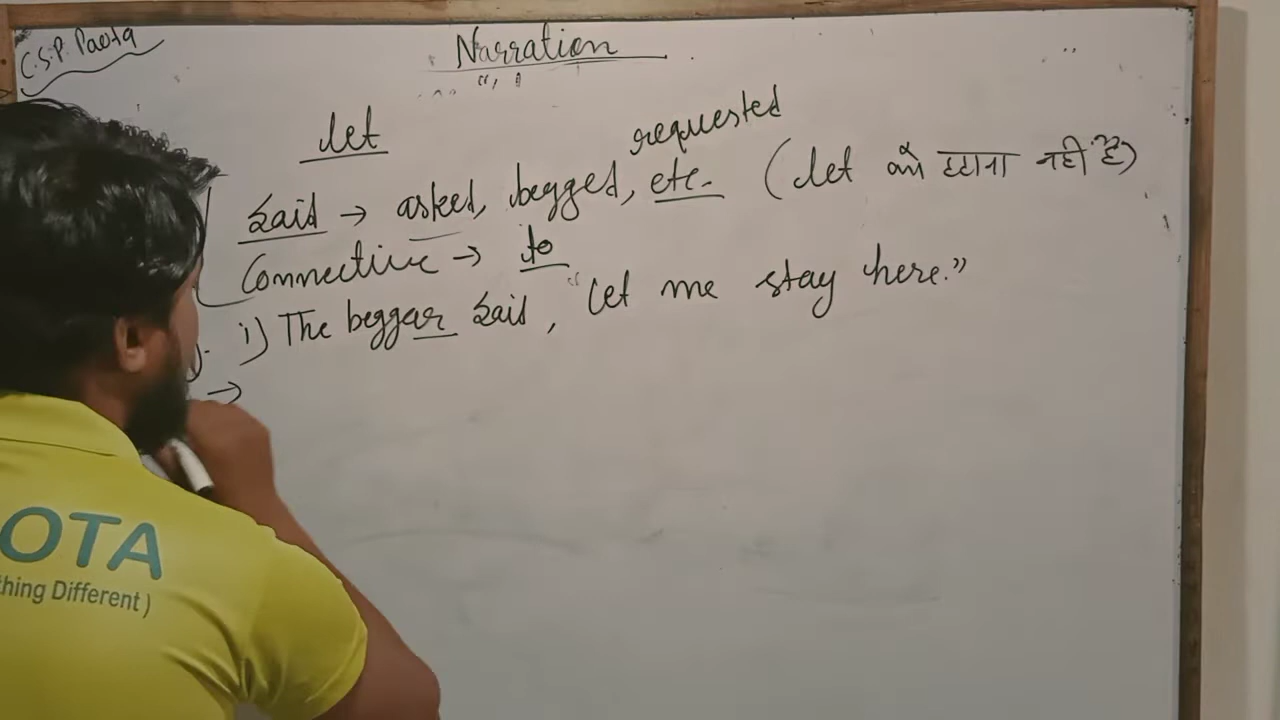 C.S.P. Paota
Narration
let
requested
Said → asked, begged, etc. (let को हटाना नहीं है)
Connective → to
i) The beggar said, "Let me stay here."
→
OTA
thing Different)